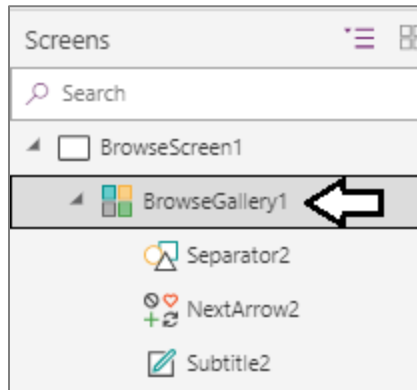 Screens
Search
BrowseScreen1
BrowseGallery1
Separator2
NextArrow2
Subtitle2